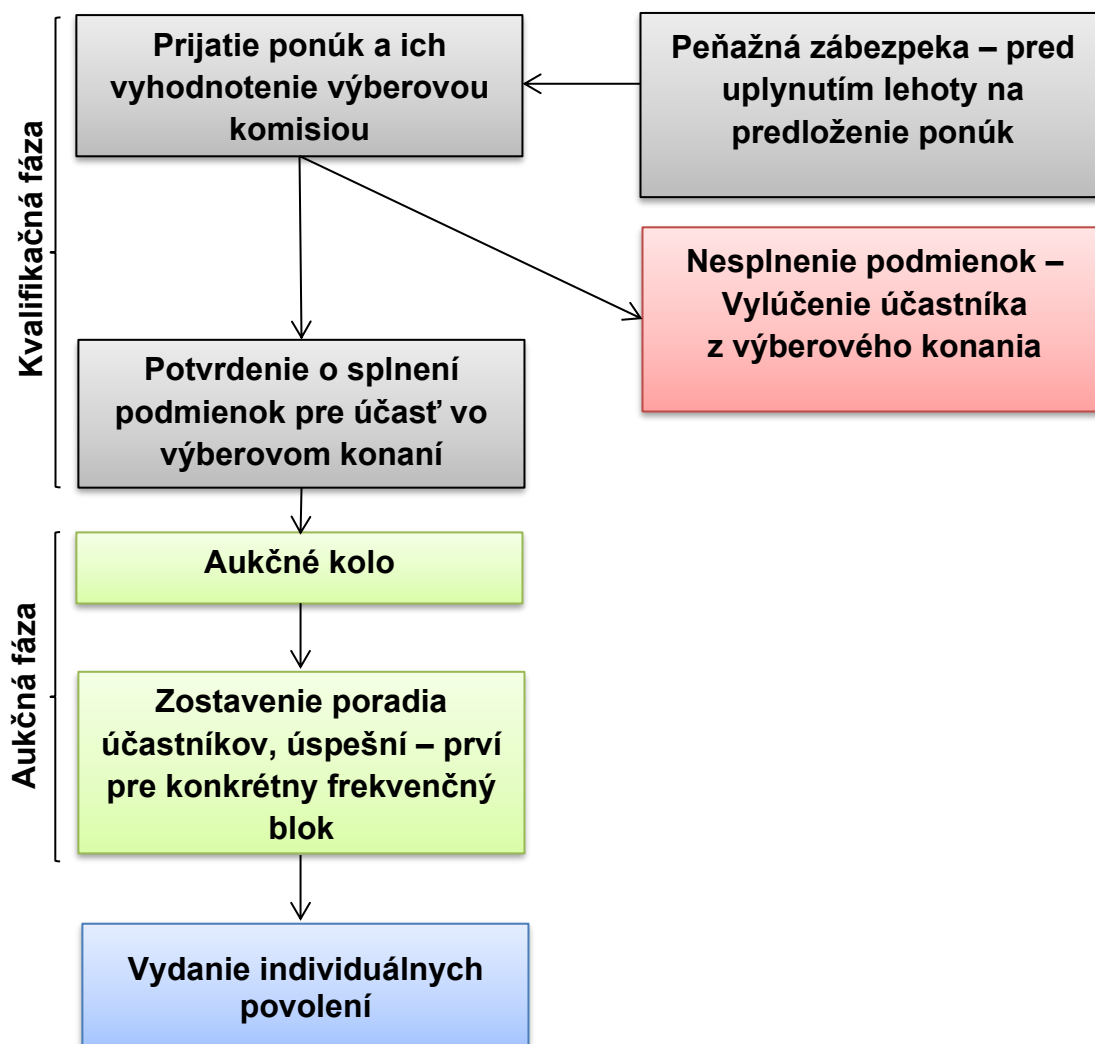 Kvalifikačná fáza
Prijatie ponúk a ich
vyhodnotenie výberovou
komisiou
Peňažná zábezpeka – pred
uplynutím lehoty na
predloženie ponúk
Nesplnenie podmienok –
Vylúčenie účastníka
z výberového konania
Potvrdenie o splnení
podmienok pre účasť vo
výberovom konaní
Aukčná fáza
Aukčné kolo
Zostavenie poradia
účastníkov, úspešní – prví
pre konkrétny frekvenčný
blok
Vydanie individuálnych
povolení